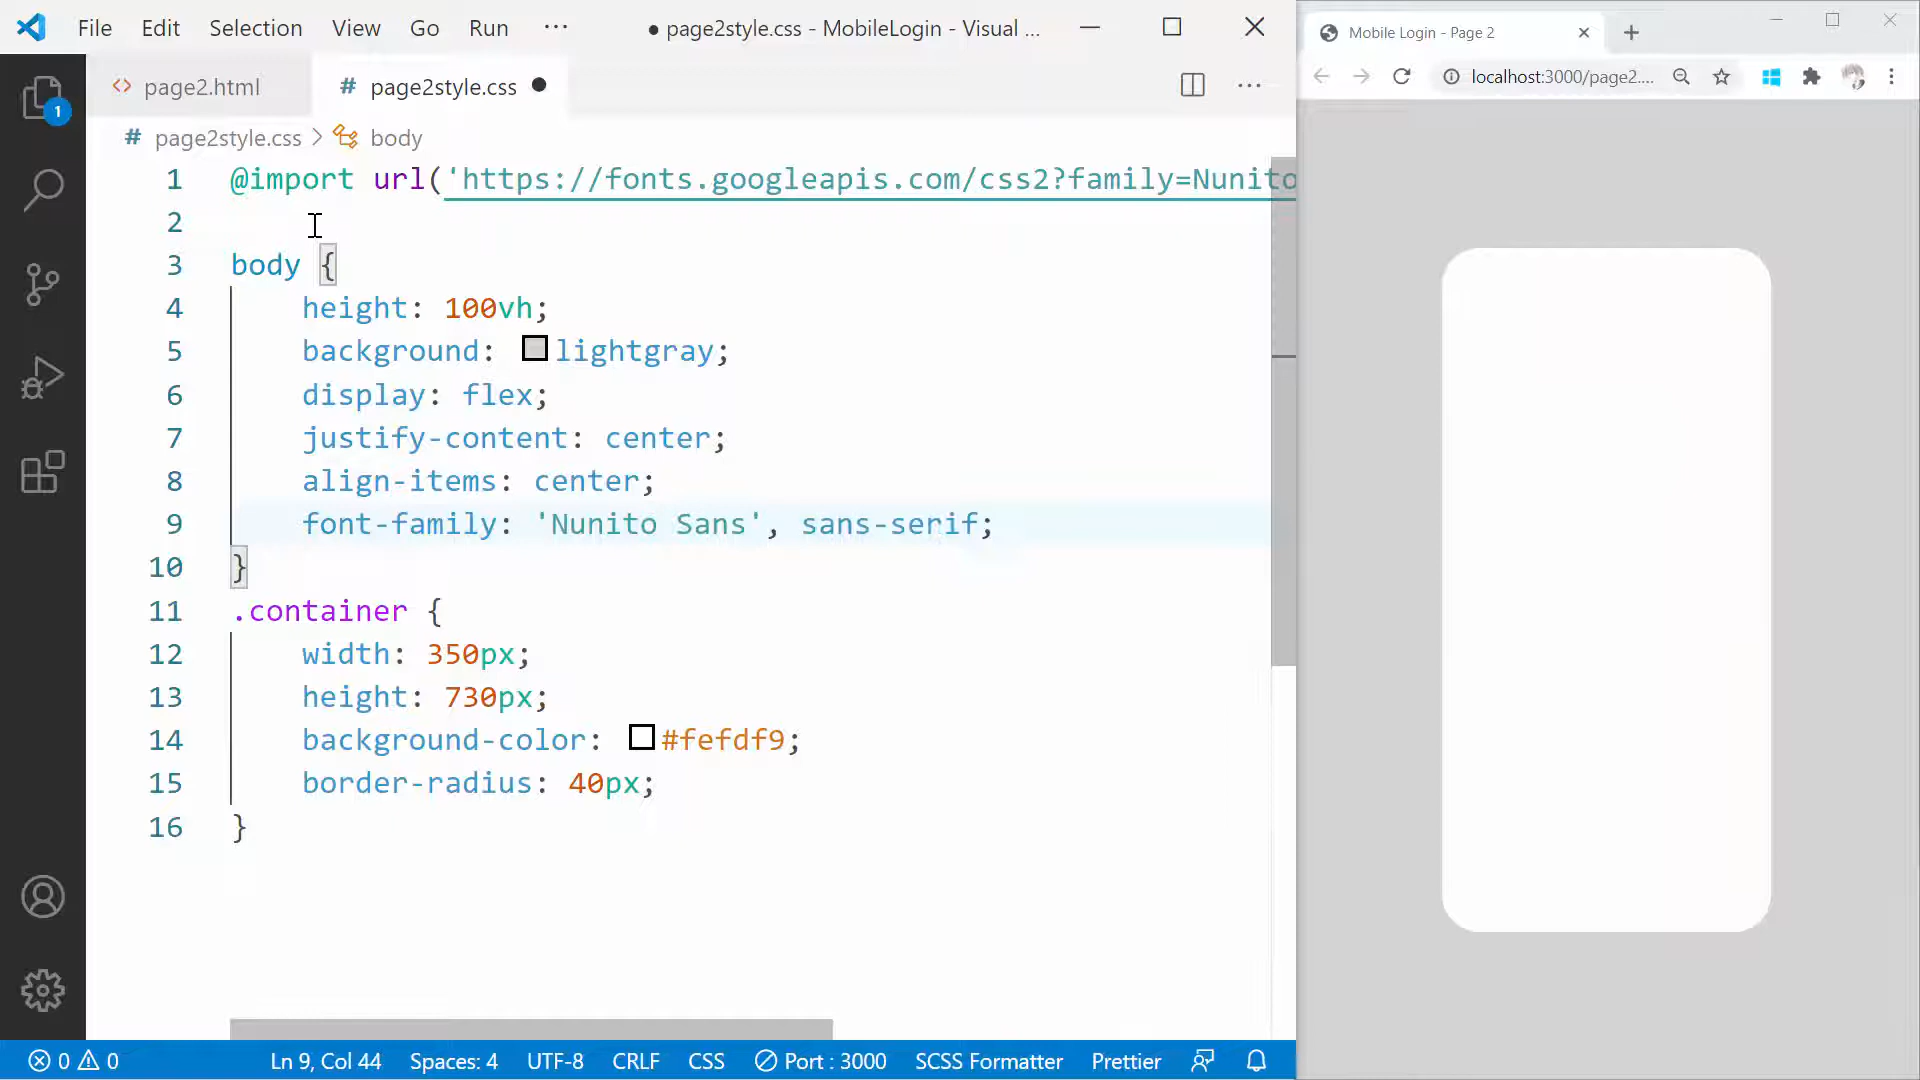 File Edit Selection View Go Run ··· ● page2style.css - MobileLogin - Visual ...
page2.html # page2style.css ●
# page2style.css > body
1 @import url('https://fonts.googleapis.com/css2?family=Nunito
2
3 body {
4 height: 100vh;
5 background: lightgray;
6 display: flex;
7 justify-content: center;
8 align-items: center;
9 font-family: 'Nunito Sans', sans-serif;
10 }
11 .container {
12 width: 350px;
13 height: 730px;
14 background-color: #fefdf9;
15 border-radius: 40px;
16 }
1
0 0 Ln 9, Col 44 Spaces: 4 UTF-8 CRLF CSS Port : 3000 SCSS Formatter Prettier
Mobile Login - Page 2
localhost:3000/page2....